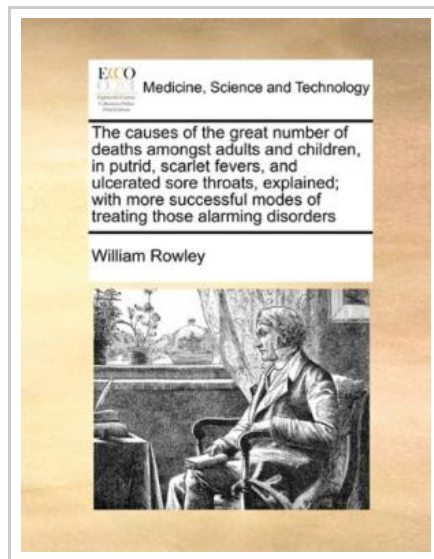 ECCO
Medicine, Science and Technology
The causes of the great number of
deaths amongst adults and children,
in putrid, scarlet fevers, and
ulcerated sore throats, explained;
with more successful modes of
treating those alarming disorders
William Rowley